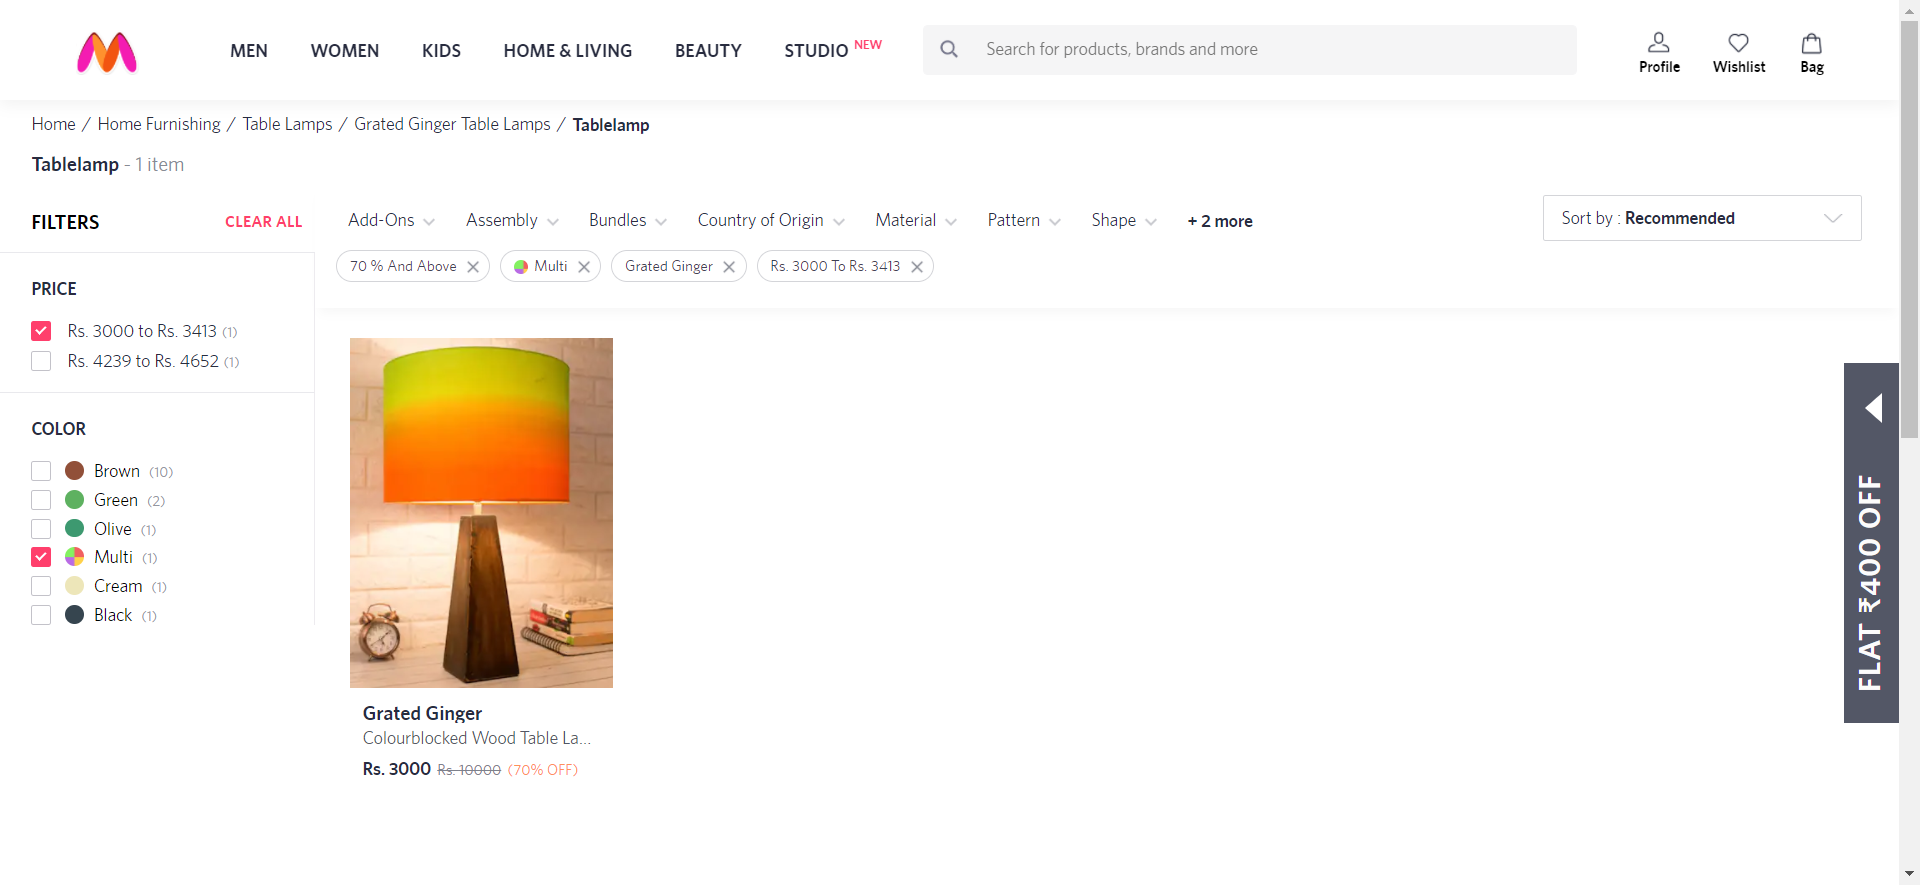 MEN WOMEN KIDS HOME & LIVING BEAUTY STUDIO NEW Search for products, brands and more Profile Wishlist Bag
Home / Home Furnishing / Table Lamps / Grated Ginger Table Lamps / Tablelamp
Tablelamp - 1 item
FILTERS CLEAR ALL
Add-Ons Assembly Bundles Country of Origin Material Pattern Shape + 2 more
Sort by : Recommended
70 % And Above Multi Grated Ginger Rs. 3000 To Rs. 3413
PRICE
Rs. 3000 to Rs. 3413 (1)
Rs. 4239 to Rs. 4652 (1)
COLOR
Brown (10)
Green (2)
Olive (1)
Multi (1)
Cream (1)
Black (1)
Grated Ginger
Colourblocked Wood Table La...
Rs. 3000 Rs. 10000 (70% OFF)
FLAT ₹400 OFF